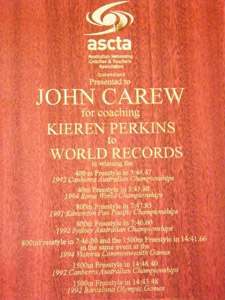 ascta
Australian Swimming
Coaches & Teachers
Association
Queensland
Presented to
JOHN CAREW
for coaching
KIEREN PERKINS
to
WORLD RECORDS
in winning the
400 m Freestyle in 3:45.47
1992 Canberra Australian Championships
40m Freestyle in 3:43.80
1994 Rome World Championships
800m Freestyle in 7:47.85
1991 Edmonton Pan Pacific Championships
800m Freestyle in 7:46.60
1992 Sydney Australian Championships
800m Freestyle in 7:46.00 and the 1500m Freestyle in 14:41.66
in the same event at the
1994 Victoria Commonwealth Games
1500m Freestyle in 14:48.40
1992 Canberra Australian Championships
1500m Freestyle in 14:43.48
1992 Barcelona Olympic Games